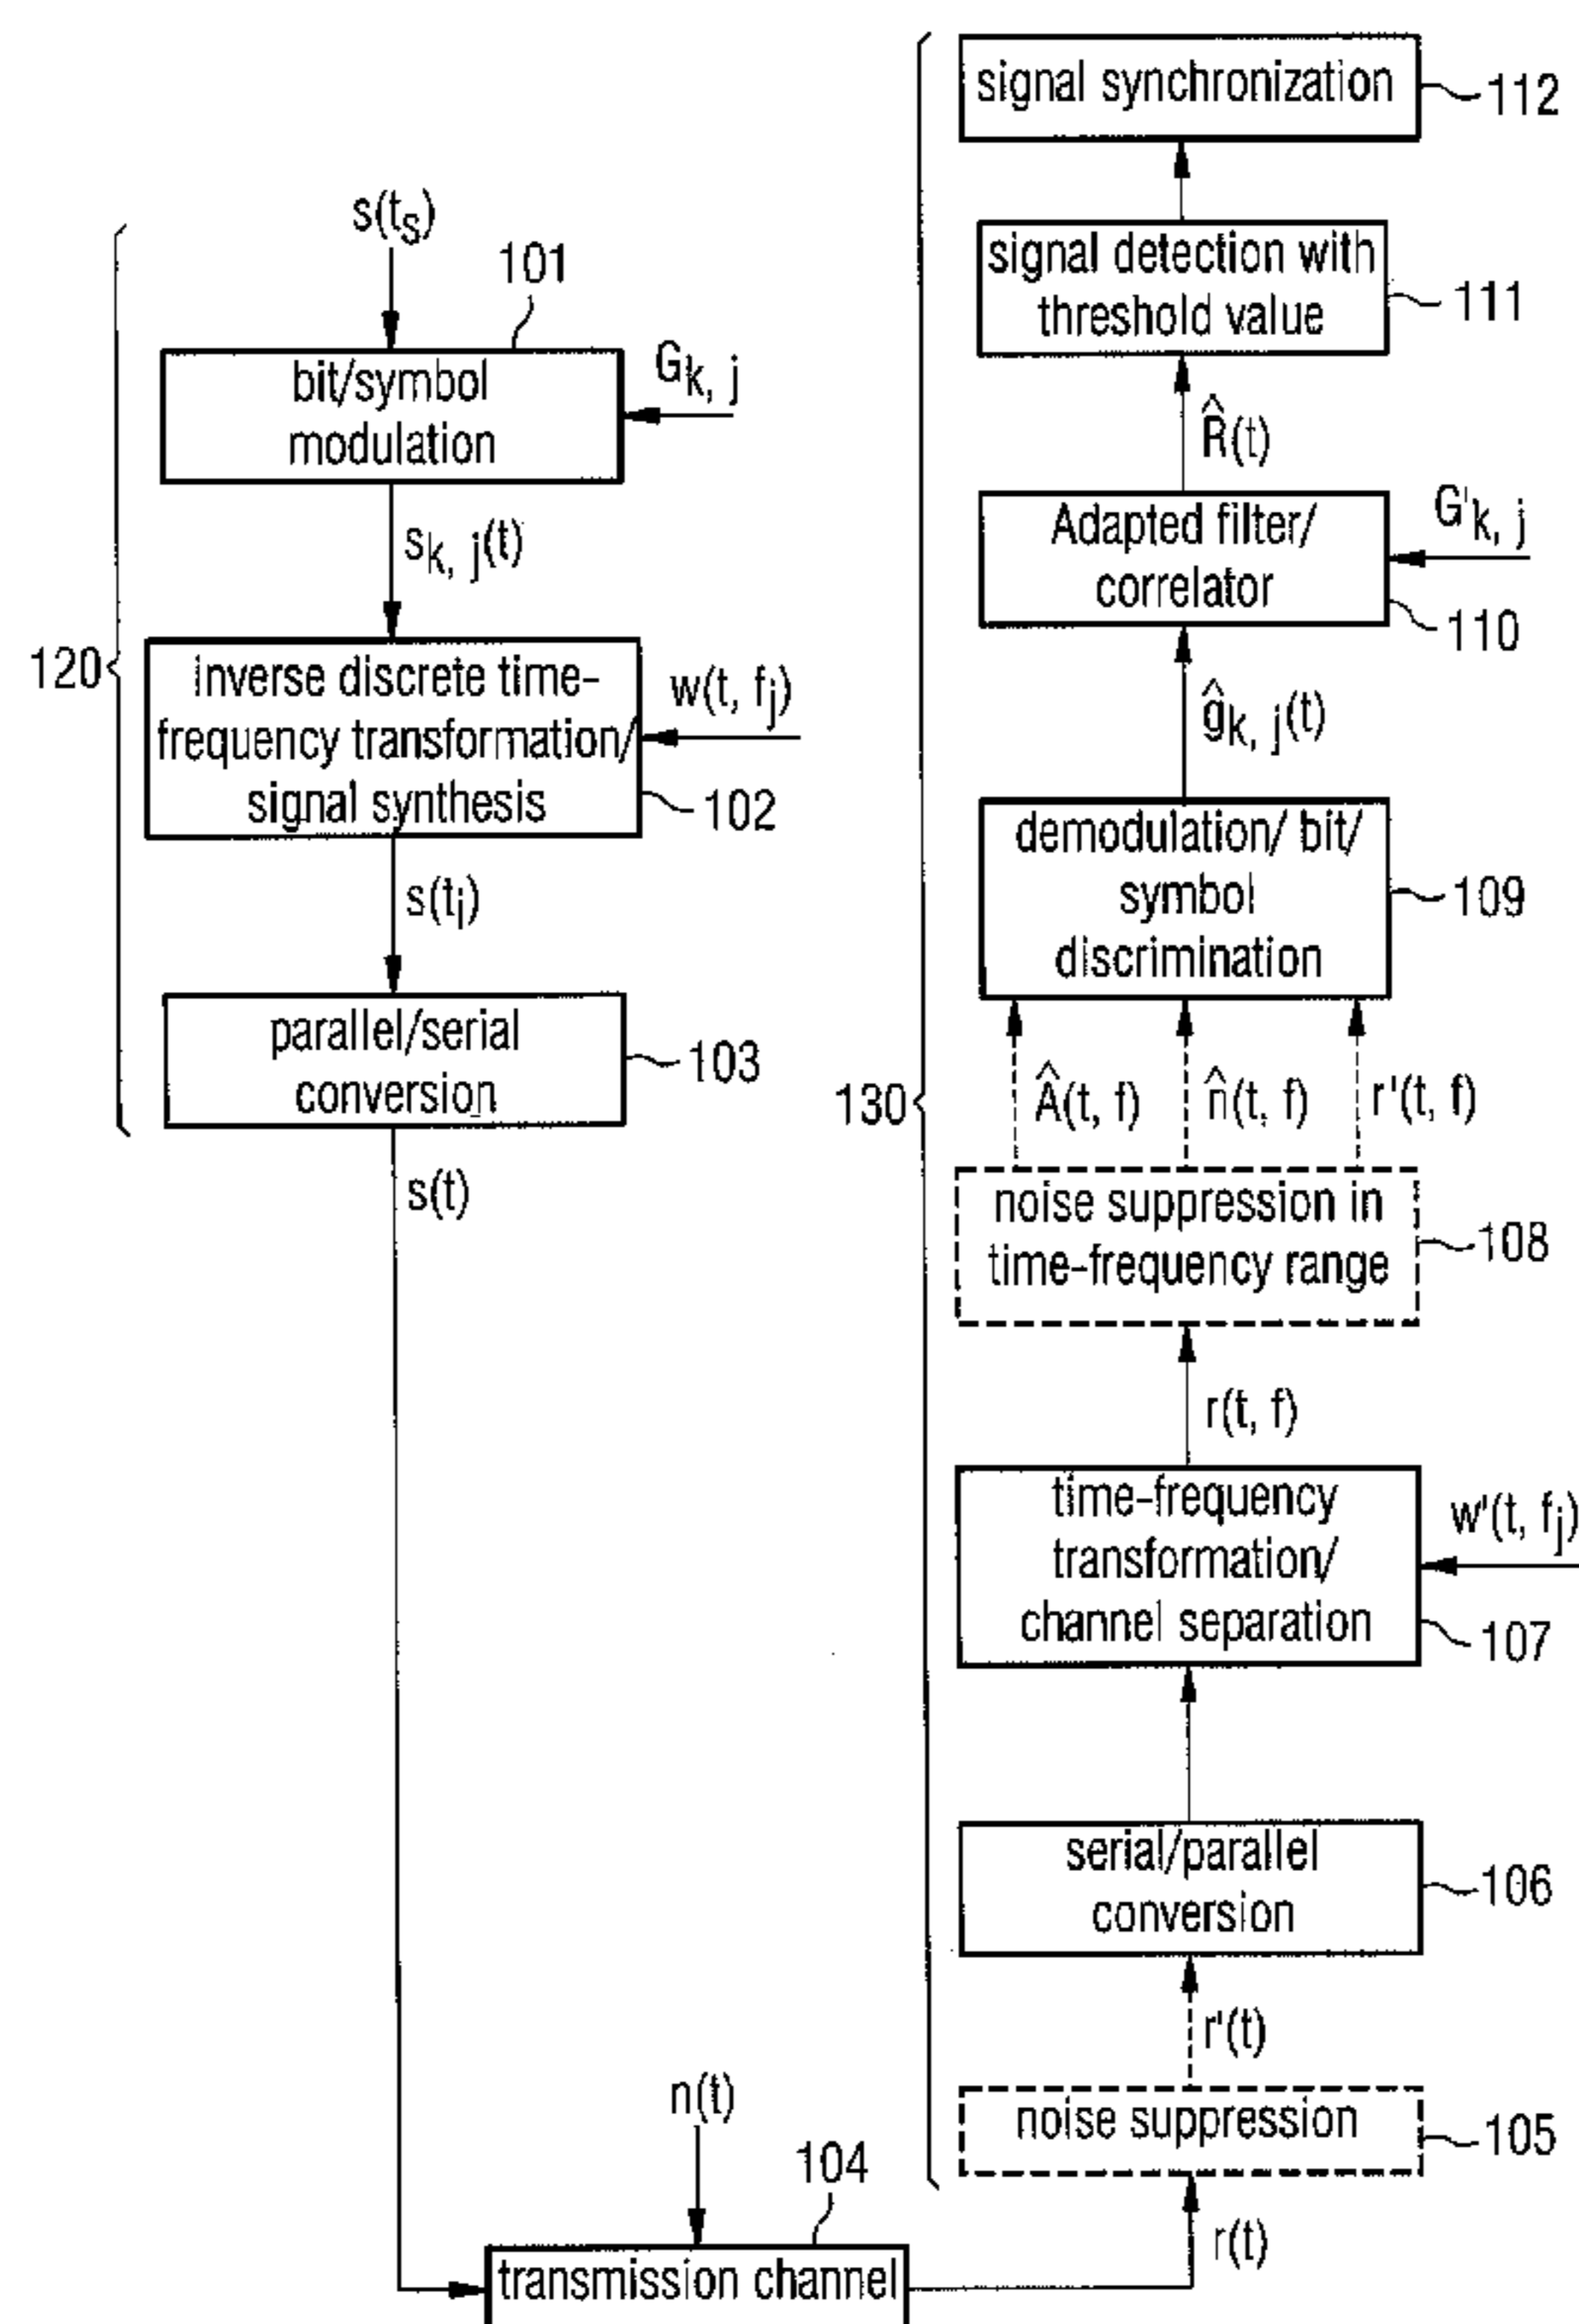 s(ts)
101
bit/symbol
modulation
Gk, j
sk, j(t)
120
inverse discrete time-
frequency transformation/
signal synthesis
w(t, fj)
102
s(ti)
parallel/serial
conversion
103
s(t)
n(t)
104
transmission channel
r(t)
130
signal synchronization
112
signal detection with
threshold value
111
R̂(t)
Adapted filter/
correlator
G'k, j
110
ĝk, j(t)
demodulation/ bit/
symbol
discrimination
109
Â(t, f)
n̂(t, f)
r'(t, f)
noise suppression in
time-frequency range
108
r(t, f)
time-frequency
transformation/
channel separation
w'(t, fj)
107
serial/parallel
conversion
106
r'(t)
noise suppression
105